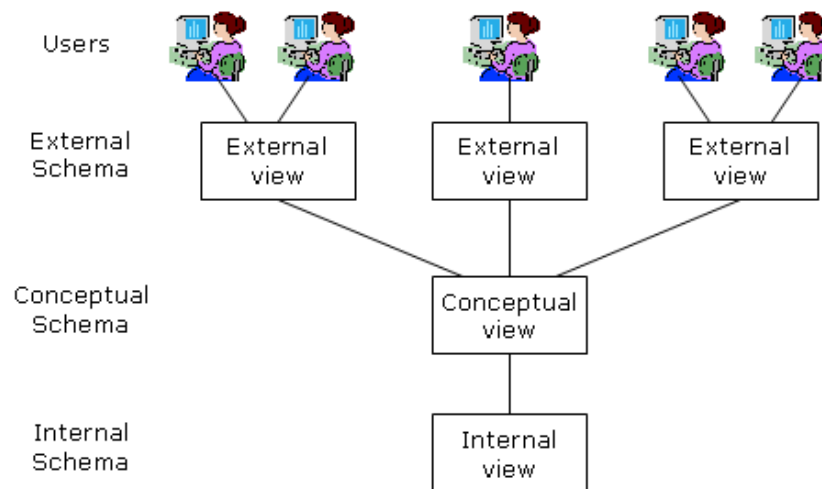 Users
External
Schema
External
view
External
view
External
view
Conceptual
Schema
Conceptual
view
Internal
Schema
Internal
view